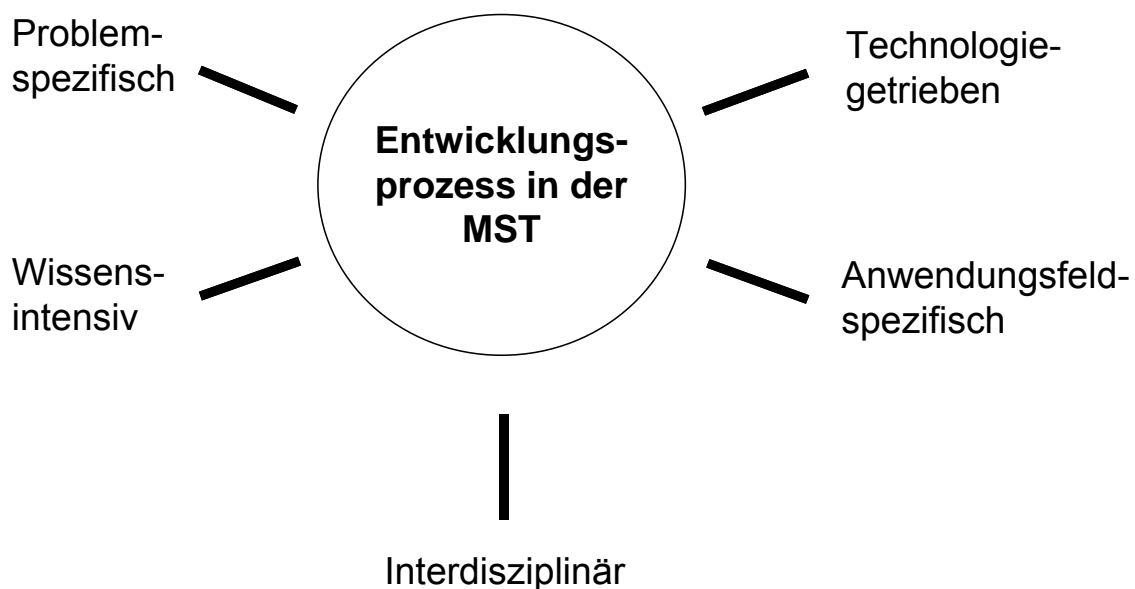 Problem-
spezifisch
Technologie-
getrieben
Entwicklungs-
prozess in der
MST
Wissens-
intensiv
Anwendungsfeld-
spezifisch
Interdisziplinär